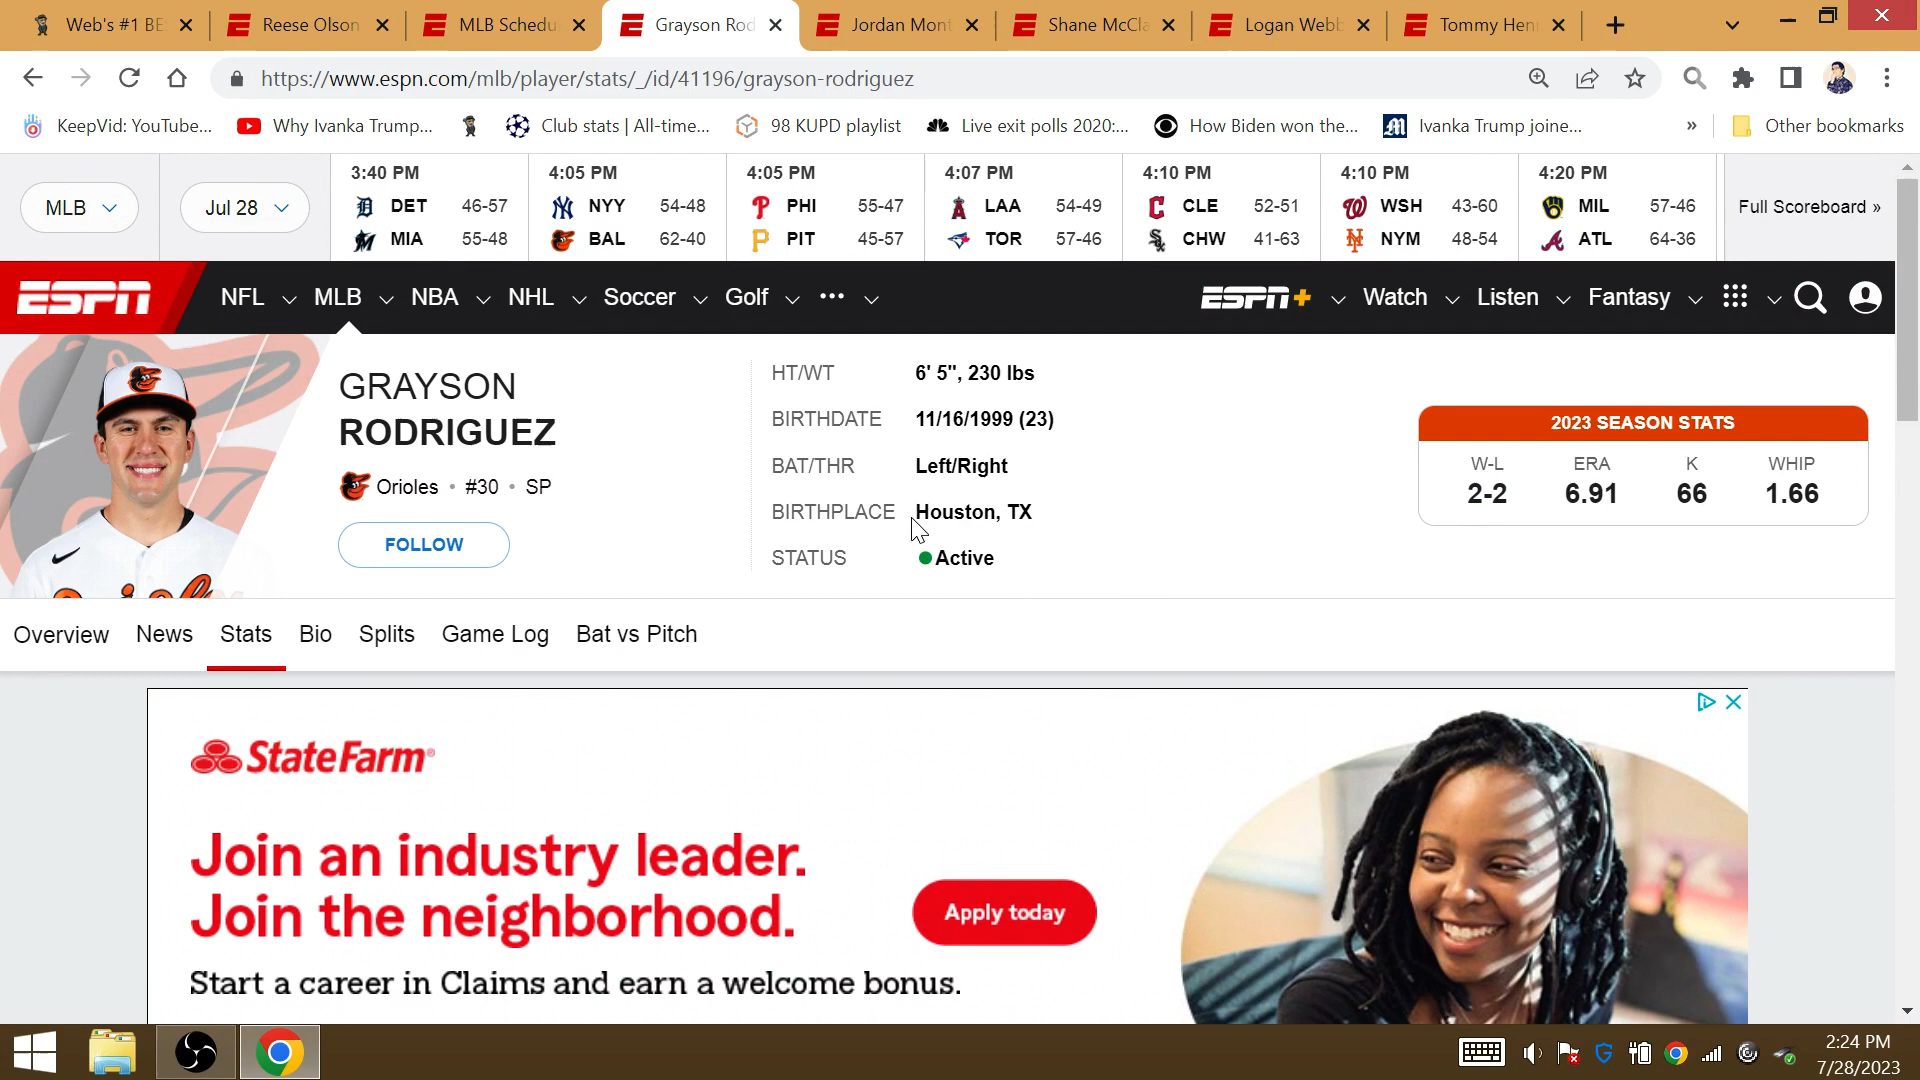 Web's #1 BE
Reese Olson
MLB Schedu
Grayson Rod
Jordan Mont
Shane McCla
Logan Webb
Tommy Hen
https://www.espn.com/mlb/player/stats/_/id/41196/grayson-rodriguez
KeepVid: YouTube...
Why Ivanka Trump...
Club stats | All-time...
98 KUPD playlist
Live exit polls 2020:...
How Biden won the...
Ivanka Trump joine...
»
Other bookmarks
MLB
Jul 28
3:40 PM
DET 46-57
MIA 55-48
4:05 PM
NYY 54-48
BAL 62-40
4:05 PM
PHI 55-47
PIT 45-57
4:07 PM
LAA 54-49
TOR 57-46
4:10 PM
CLE 52-51
CHW 41-63
4:10 PM
WSH 43-60
NYM 48-54
4:20 PM
MIL 57-46
ATL 64-36
Full Scoreboard »
ESPN
NFL MLB NBA NHL Soccer Golf
ESPN+ Watch Listen Fantasy
GRAYSON
RODRIGUEZ
Orioles • #30 • SP
FOLLOW
HT/WT 6' 5", 230 lbs
BIRTHDATE 11/16/1999 (23)
BAT/THR Left/Right
BIRTHPLACE Houston, TX
STATUS Active
2023 SEASON STATS
W-L ERA K WHIP
2-2 6.91 66 1.66
Overview News Stats Bio Splits Game Log Bat vs Pitch
StateFarm®
Join an industry leader.
Join the neighborhood.
Start a career in Claims and earn a welcome bonus.
Apply today
2:24 PM
7/28/2023